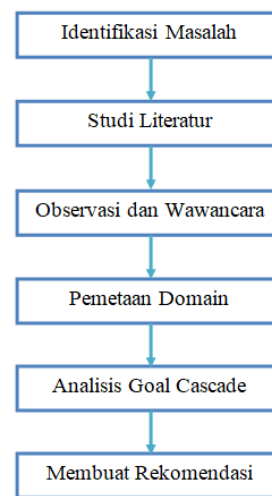 Identifikasi Masalah
Studi Literatur
Observasi dan Wawancara
Pemetaan Domain
Analisis Goal Cascade
Membuat Rekomendasi